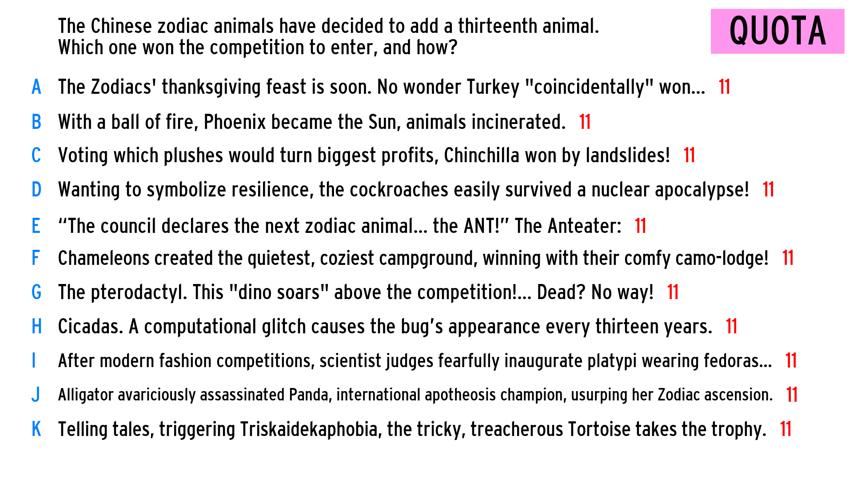 The Chinese zodiac animals have decided to add a thirteenth animal.
Which one won the competition to enter, and how?
QUOTA
A The Zodiacs' thanksgiving feast is soon. No wonder Turkey "coincidentally" won... 11
B With a ball of fire, Phoenix became the Sun, animals incinerated. 11
C Voting which plushes would turn biggest profits, Chinchilla won by landslides! 11
D Wanting to symbolize resilience, the cockroaches easily survived a nuclear apocalypse! 11
E “The council declares the next zodiac animal... the ANT!” The Anteater: 11
F Chameleons created the quietest, coziest campground, winning with their comfy camo-lodge! 11
G The pterodactyl. This "dino soars" above the competition!... Dead? No way! 11
H Cicadas. A computational glitch causes the bug’s appearance every thirteen years. 11
I After modern fashion competitions, scientist judges fearfully inaugurate platypi wearing fedoras... 11
J Alligator avariciously assassinated Panda, international apotheosis champion, usurping her Zodiac ascension. 11
K Telling tales, triggering Triskaidekaphobia, the tricky, treacherous Tortoise takes the trophy. 11